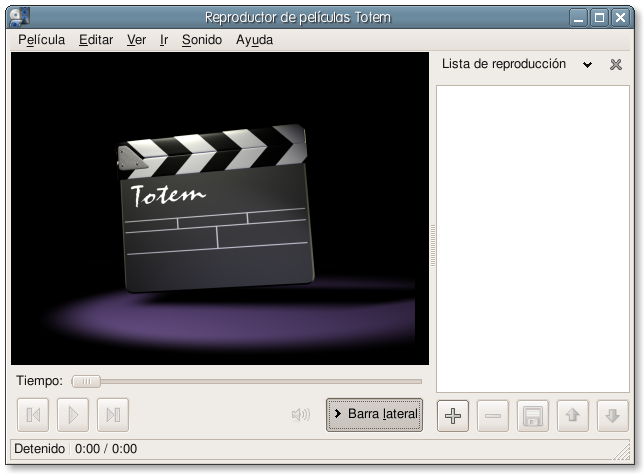 Reproductor de películas Totem
Película Editar Ver Ir Sonido Ayuda
Lista de reproducción
Totem
Tiempo:
Barra lateral
Detenido 0:00 / 0:00